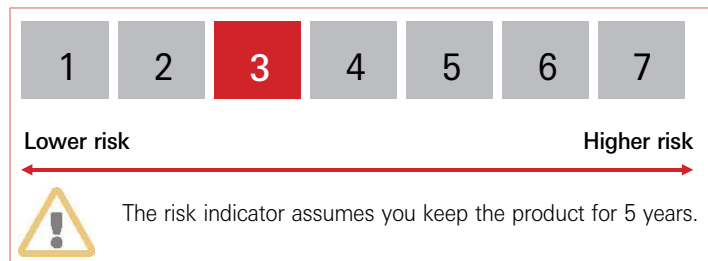 1 2 3 4 5 6 7
Lower risk Higher risk
The risk indicator assumes you keep the product for 5 years.